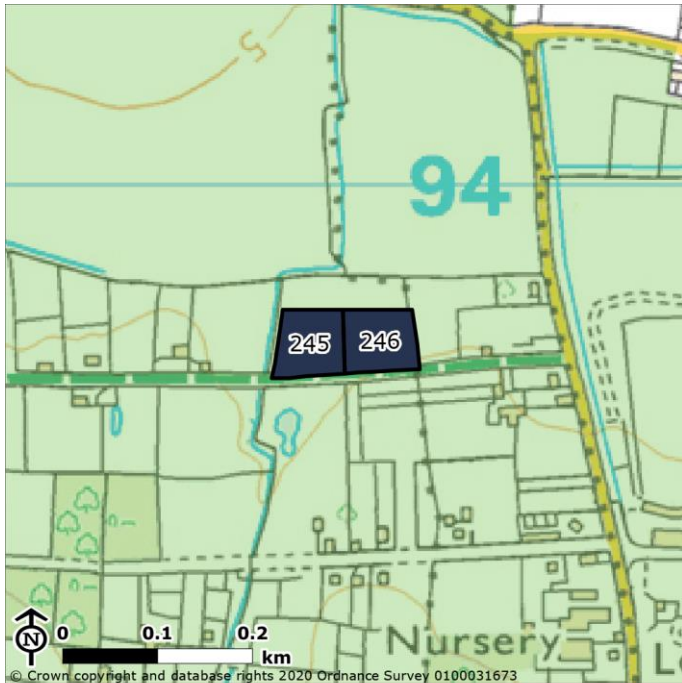 5
94
245 246
Nursery
N 0 0.1 0.2
km
© Crown copyright and database rights 2020 Ordnance Survey 0100031673